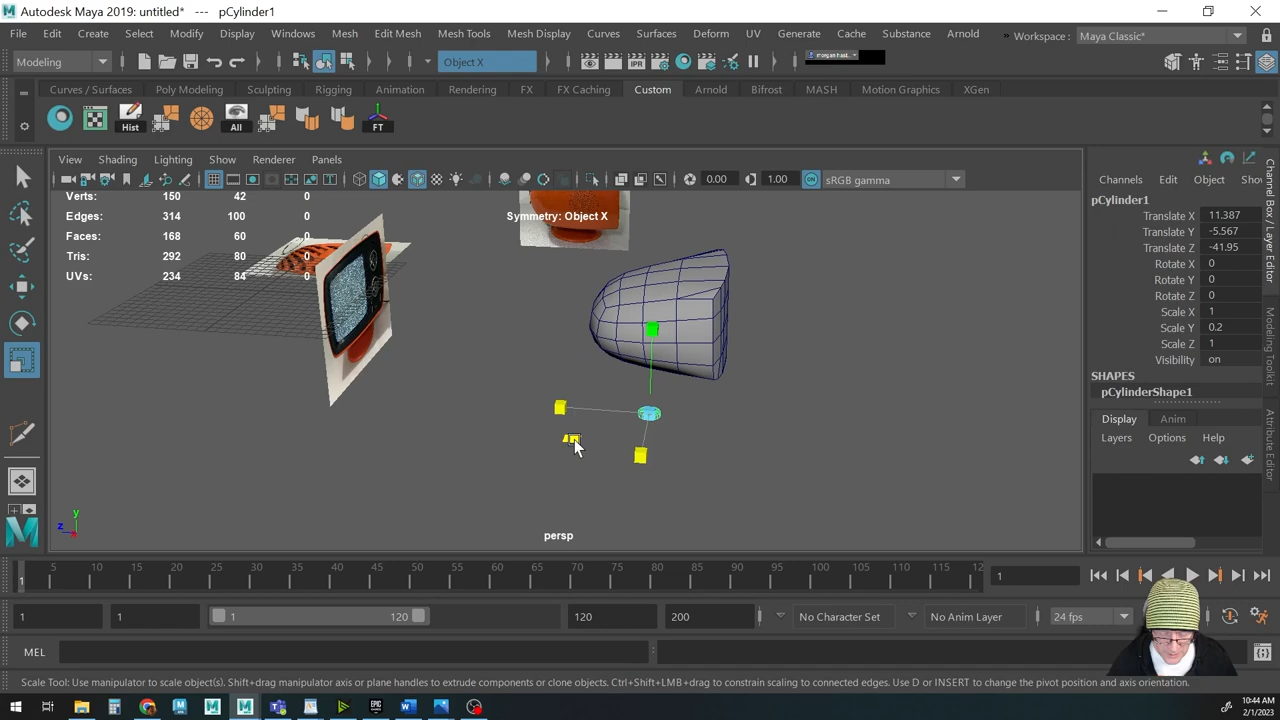 Autodesk Maya 2019: untitled* --- pCylinder1
File Edit Create Select Modify Display Windows Mesh Edit Mesh Mesh Tools Mesh Display Curves Surfaces Deform UV Generate Cache Substance Arnold » Workspace : Maya Classic*
Modeling Object X
Curves / Surfaces Poly Modeling Sculpting Rigging Animation Rendering FX FX Caching Custom Arnold Bifrost MASH Motion Graphics XGen
Hist All FT
View Shading Lighting Show Renderer Panels
0.00 1.00 ON sRGB gamma
Verts: 150 42 0
Edges: 314 100 0
Faces: 168 60 0
Tris: 292 80 0
UVs: 234 84 0
Symmetry: Object X
y
z
persp
Channels Edit Object Show
pCylinder1
Translate X 11.387
Translate Y -5.567
Translate Z -41.95
Rotate X 0
Rotate Y 0
Rotate Z 0
Scale X 1
Scale Y 0.2
Scale Z 1
Visibility on
SHAPES
pCylinderShape1
Display Anim
Layers Options Help
Channel Box / Layer Editor
Modeling Toolkit
Attribute Editor
1 5 10 15 20 25 30 35 40 45 50 55 60 65 70 75 80 85 90 95 100 105 110 115 12 1
1 1 1 120 120 200 No Character Set No Anim Layer 24 fps
MEL
Scale Tool: Use manipulator to scale object(s). Shift+drag manipulator axis or plane handles to extrude components or clone objects. Ctrl+Shift+LMB+drag to constrain scaling to connected edges. Use D or INSERT to change the pivot position and axis orientation.
10:44 AM
2/1/2023